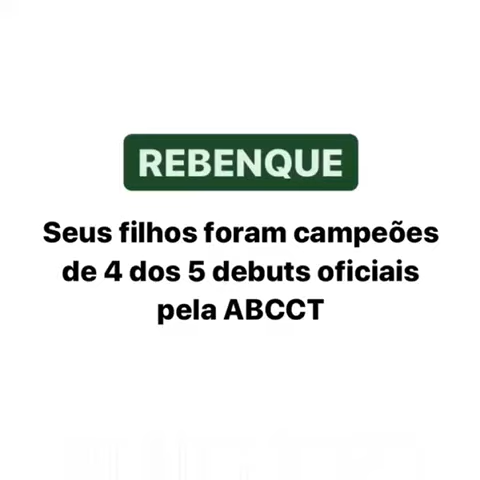 REBENQUE
Seus filhos foram campeões
de 4 dos 5 debuts oficiais
pela ABCCT